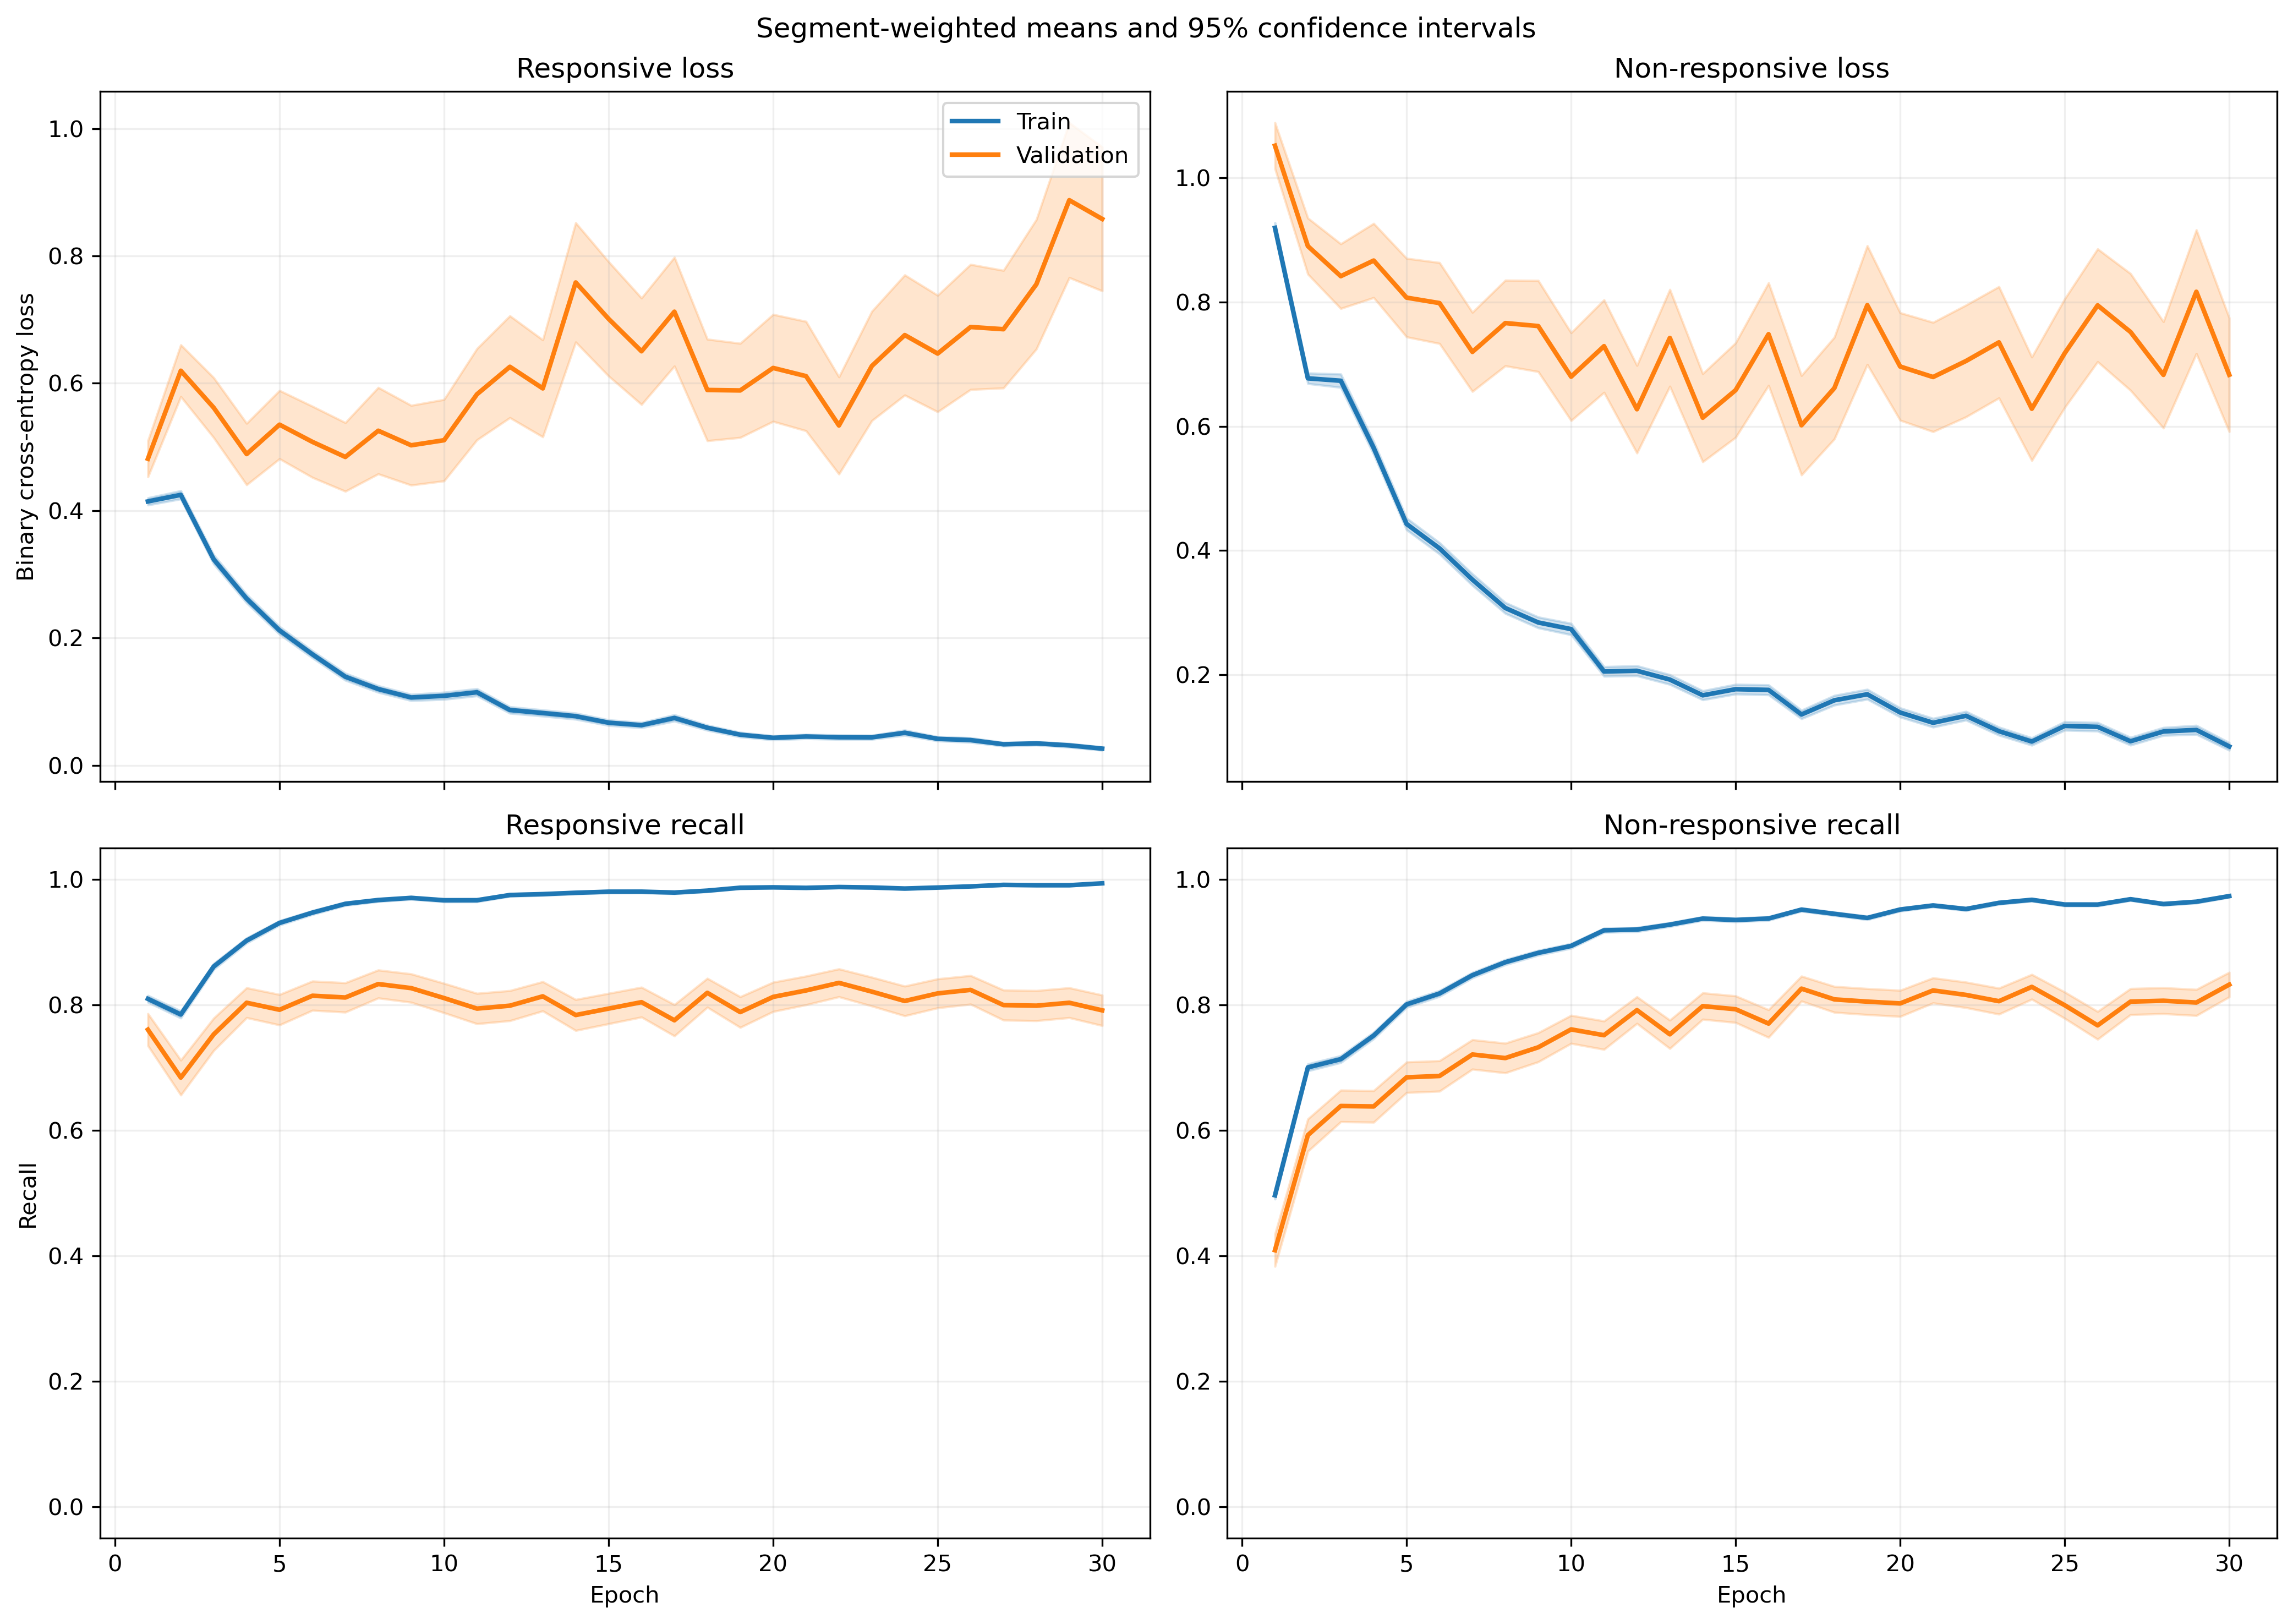 Segment-weighted means and 95% confidence intervals
Responsive loss
Non-responsive loss
Binary cross-entropy loss
1.0
0.8
0.6
0.4
0.2
0.0
Train
Validation
1.0
0.8
0.6
0.4
0.2
Responsive recall
Non-responsive recall
Recall
1.0
0.8
0.6
0.4
0.2
0.0
0 5 10 15 20 25 30
Epoch
1.0
0.8
0.6
0.4
0.2
0.0
0 5 10 15 20 25 30
Epoch